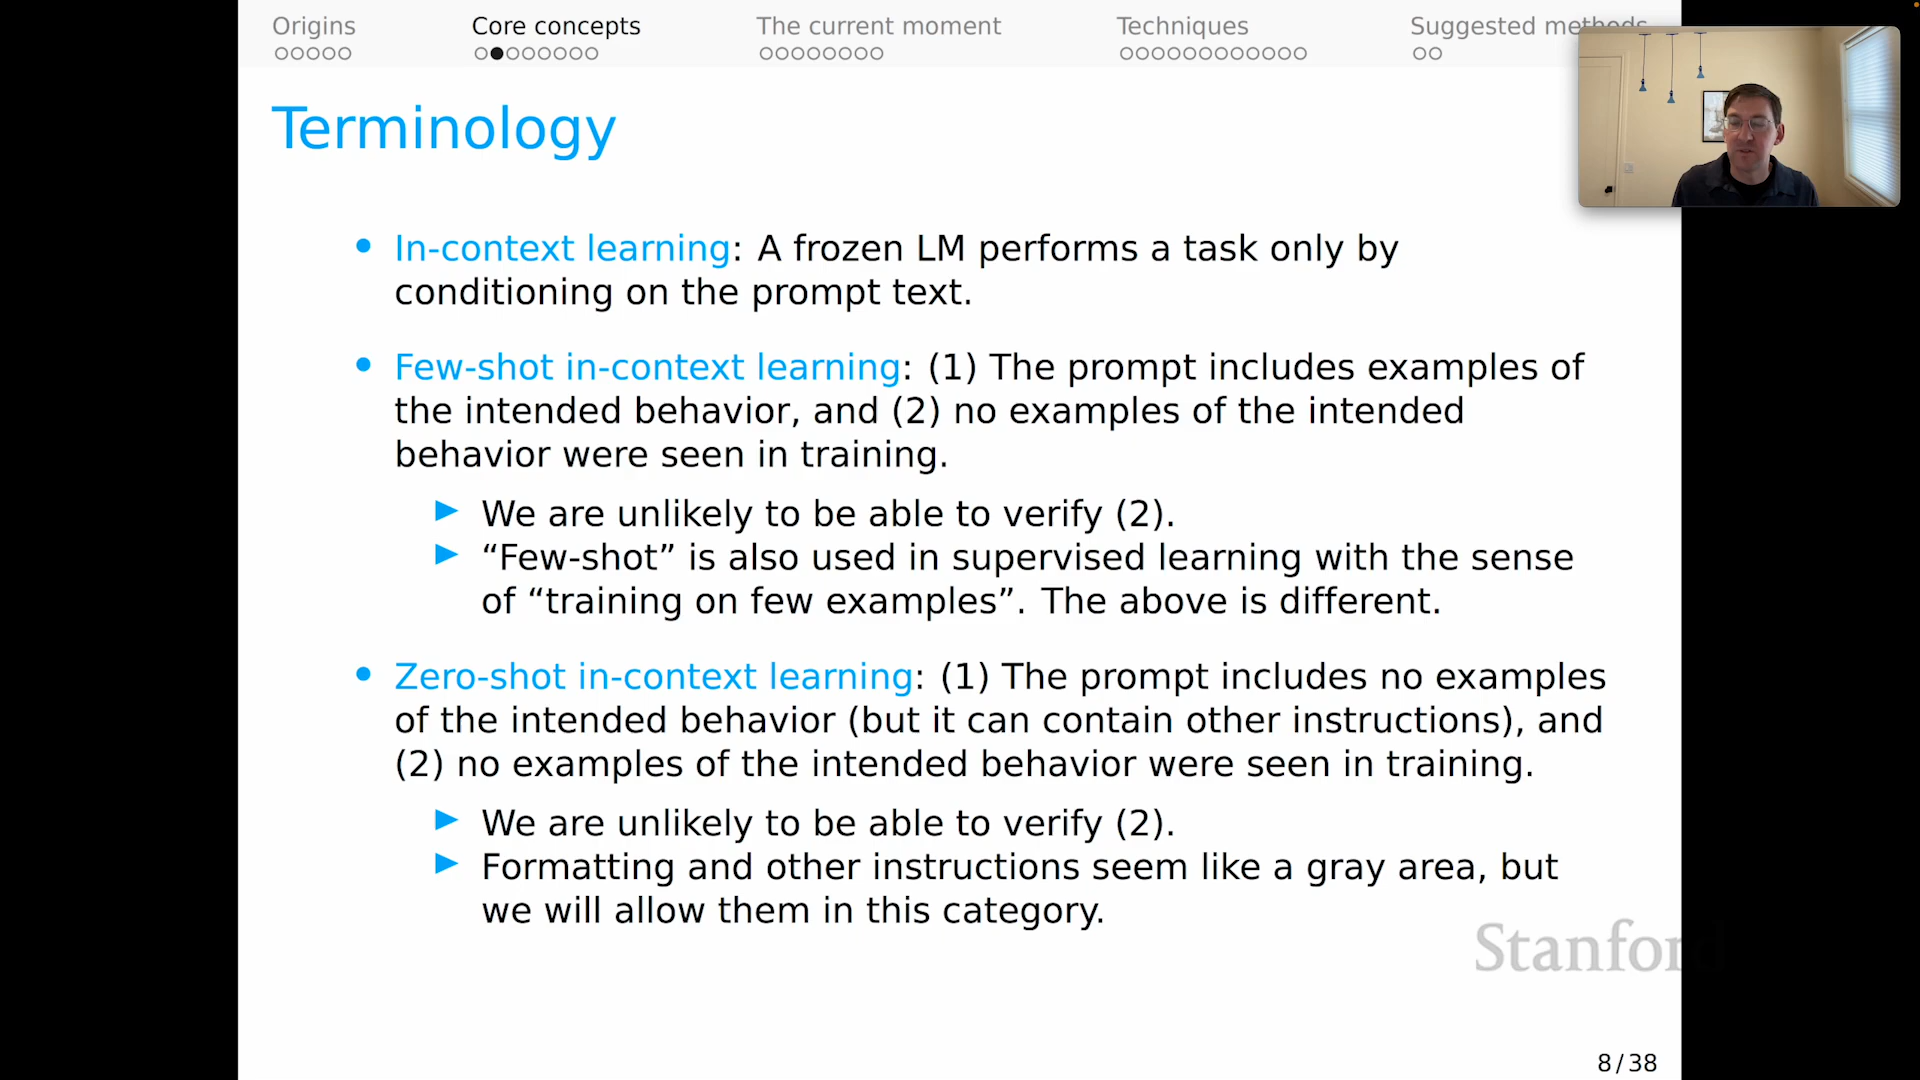 Origins
Core concepts
The current moment
Techniques
Suggested methods
Terminology
• In-context learning: A frozen LM performs a task only by
conditioning on the prompt text.
• Few-shot in-context learning: (1) The prompt includes examples of
the intended behavior, and (2) no examples of the intended
behavior were seen in training.
▶ We are unlikely to be able to verify (2).
▶ “Few-shot” is also used in supervised learning with the sense
of “training on few examples”. The above is different.
• Zero-shot in-context learning: (1) The prompt includes no examples
of the intended behavior (but it can contain other instructions), and
(2) no examples of the intended behavior were seen in training.
▶ We are unlikely to be able to verify (2).
▶ Formatting and other instructions seem like a gray area, but
we will allow them in this category.
Stanford
8 / 38